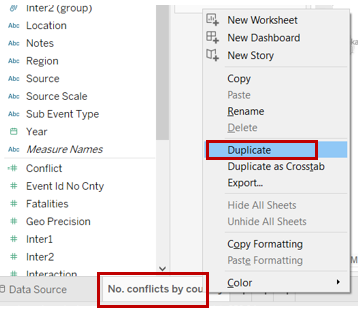 Inter2 (group)
Abc Location
Abc Notes
Abc Region
Abc Source
Abc Source Scale
Abc Sub Event Type
Year
Abc Measure Names
Conflict
Event Id No Cnty
Fatalities
Geo Precision
Inter1
Inter2
Interaction
New Worksheet
New Dashboard
New Story
Copy
Paste
Rename
Delete
Duplicate
Duplicate as Crosstab
Export...
Hide All Sheets
Unhide All Sheets
Copy Formatting
Paste Formatting
Color
Data Source
No. conflicts by cou